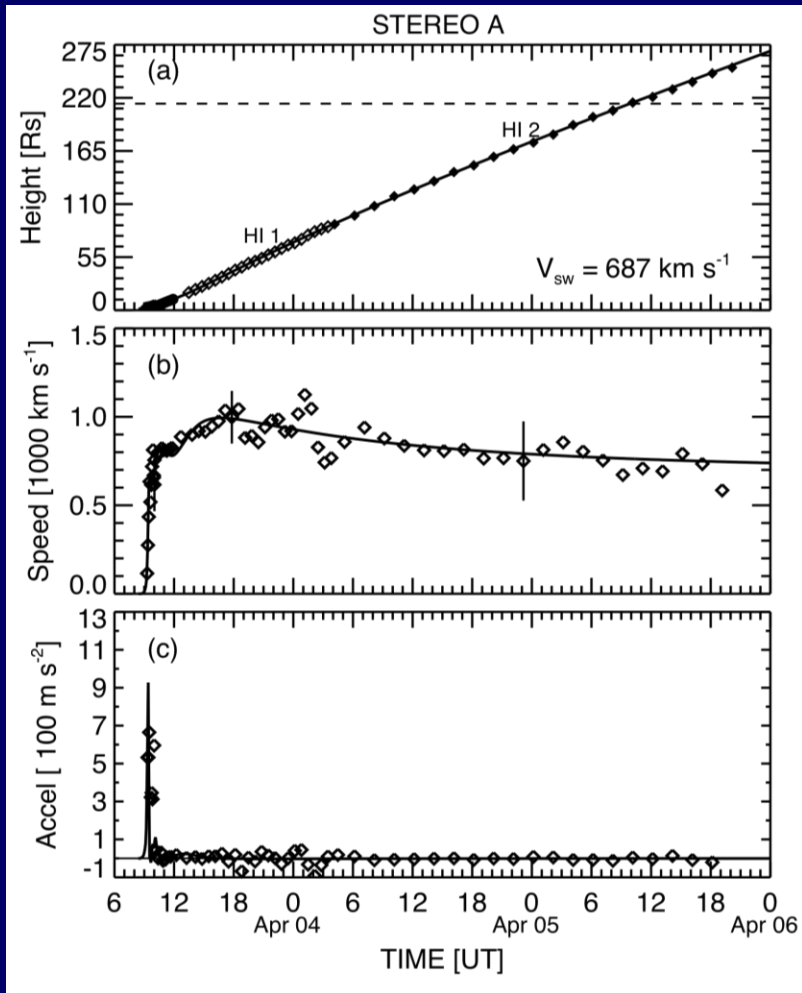 STEREO A
(a)
275
220
165
110
55
0
Height [Rs]
HI 1
HI 2
V_sw = 687 km s⁻¹
(b)
1.5
1.0
0.5
0.0
Speed [1000 km s⁻¹]
(c)
13
11
9
7
5
3
1
-1
Accel [ 100 m s⁻²]
6 12 18 0 6 12 18 0 6 12 18 0
Apr 04 Apr 05 Apr 06
TIME [UT]